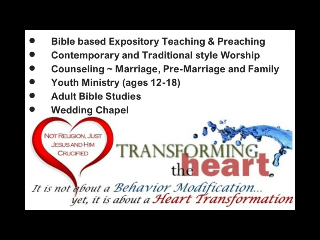 • Bible based Expository Teaching & Preaching
• Contemporary and Traditional style Worship
• Counseling ~ Marriage, Pre-Marriage and Family
• Youth Ministry (ages 12-18)
• Adult Bible Studies
• Wedding Chapel
NOT RELIGION, JUST
JESUS AND HIM
CRUCIFIED
TRANSFORMING
the heart
It is not about a Behavior Modification...
yet, it is about a Heart Transformation